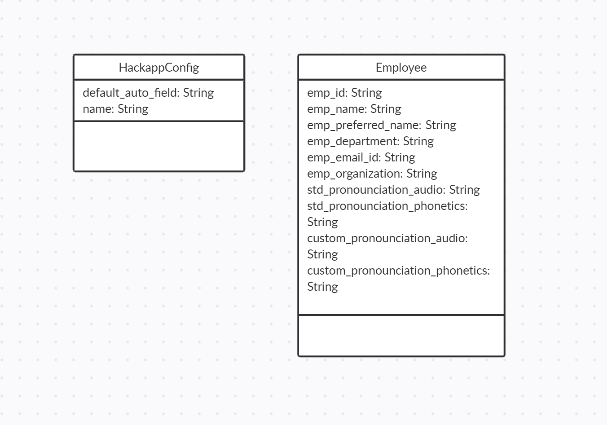 HackappConfig
default_auto_field: String
name: String
Employee
emp_id: String
emp_name: String
emp_preferred_name: String
emp_department: String
emp_email_id: String
emp_organization: String
std_pronounciation_audio: String
std_pronounciation_phonetics:
String
custom_pronounciation_audio:
String
custom_pronounciation_phonetics:
String